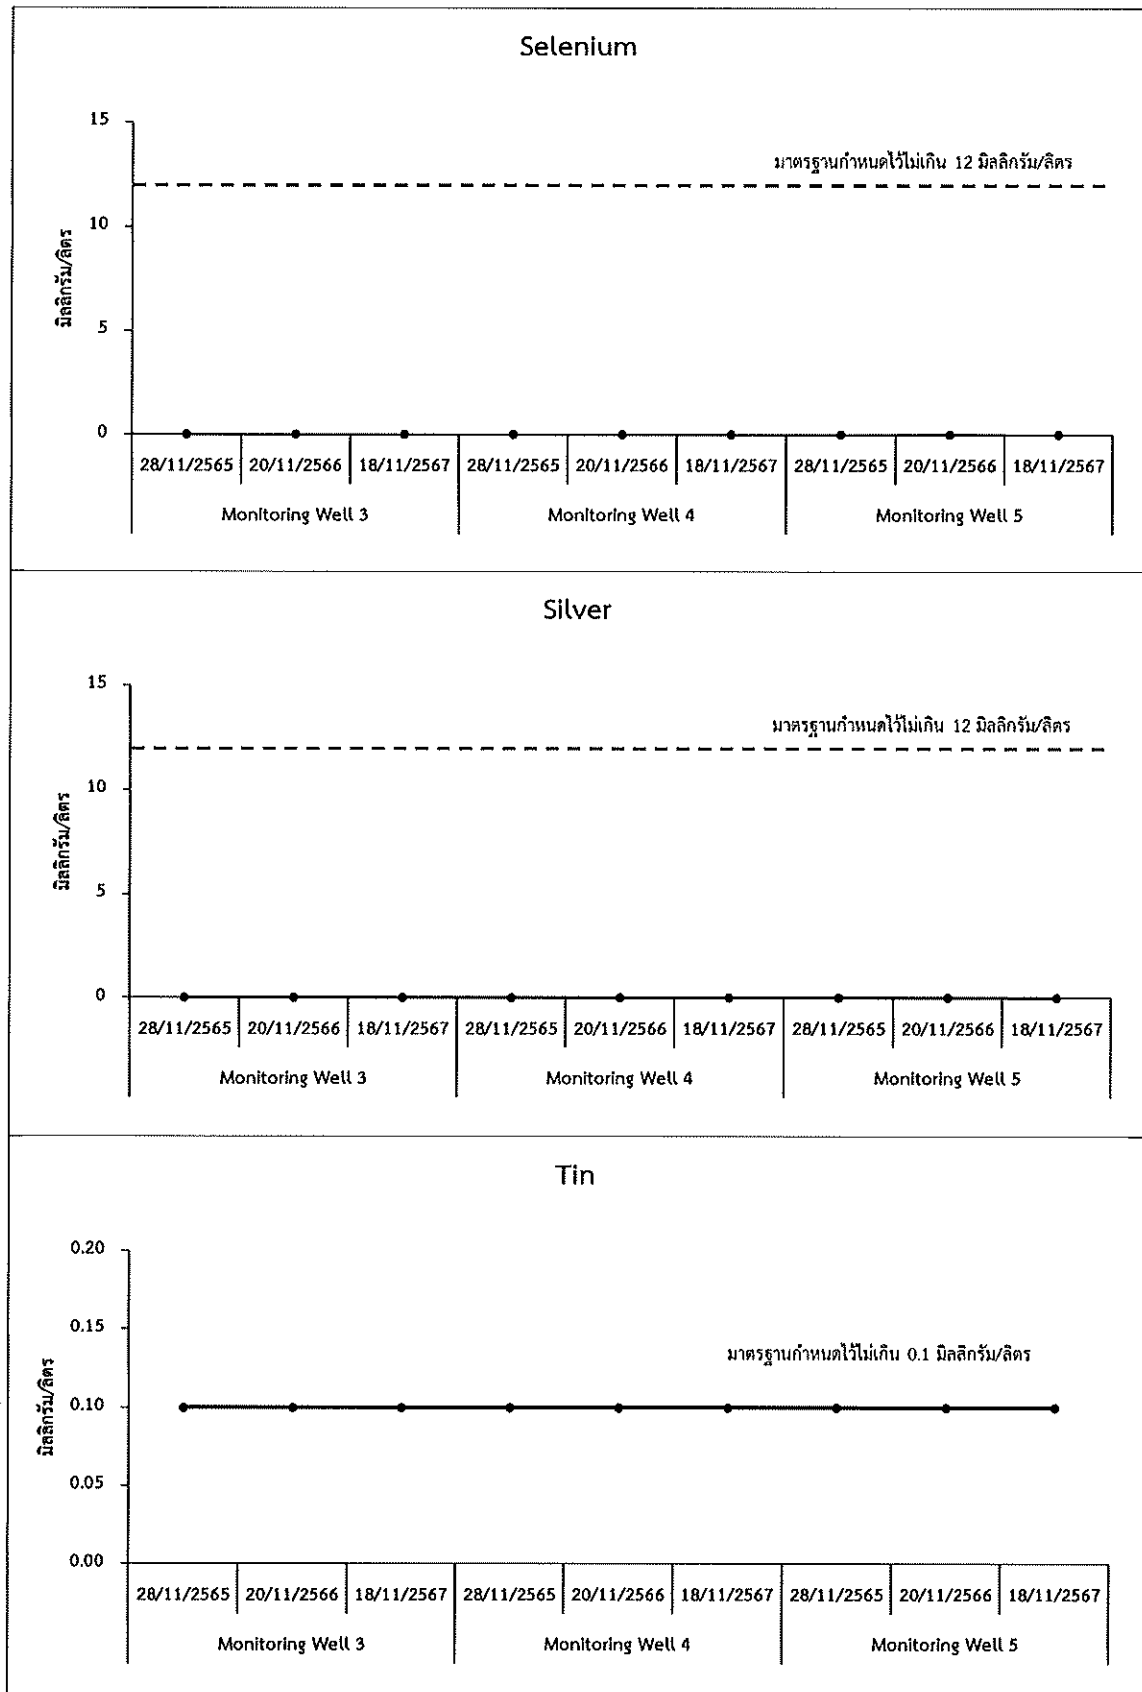 Selenium
มาตรฐานกำหนดไว้ไม่เกิน 12 มิลลิกรัม/ลิตร
15
10
5
0
มิลลิกรัม/ลิตร
28/11/2565 20/11/2566 18/11/2567 28/11/2565 20/11/2566 18/11/2567 28/11/2565 20/11/2566 18/11/2567
Monitoring Well 3 Monitoring Well 4 Monitoring Well 5
Silver
มาตรฐานกำหนดไว้ไม่เกิน 12 มิลลิกรัม/ลิตร
15
10
5
0
มิลลิกรัม/ลิตร
28/11/2565 20/11/2566 18/11/2567 28/11/2565 20/11/2566 18/11/2567 28/11/2565 20/11/2566 18/11/2567
Monitoring Well 3 Monitoring Well 4 Monitoring Well 5
Tin
0.20
0.15
มาตรฐานกำหนดไว้ไม่เกิน 0.1 มิลลิกรัม/ลิตร
0.10
0.05
0.00
มิลลิกรัม/ลิตร
28/11/2565 20/11/2566 18/11/2567 28/11/2565 20/11/2566 18/11/2567 28/11/2565 20/11/2566 18/11/2567
Monitoring Well 3 Monitoring Well 4 Monitoring Well 5